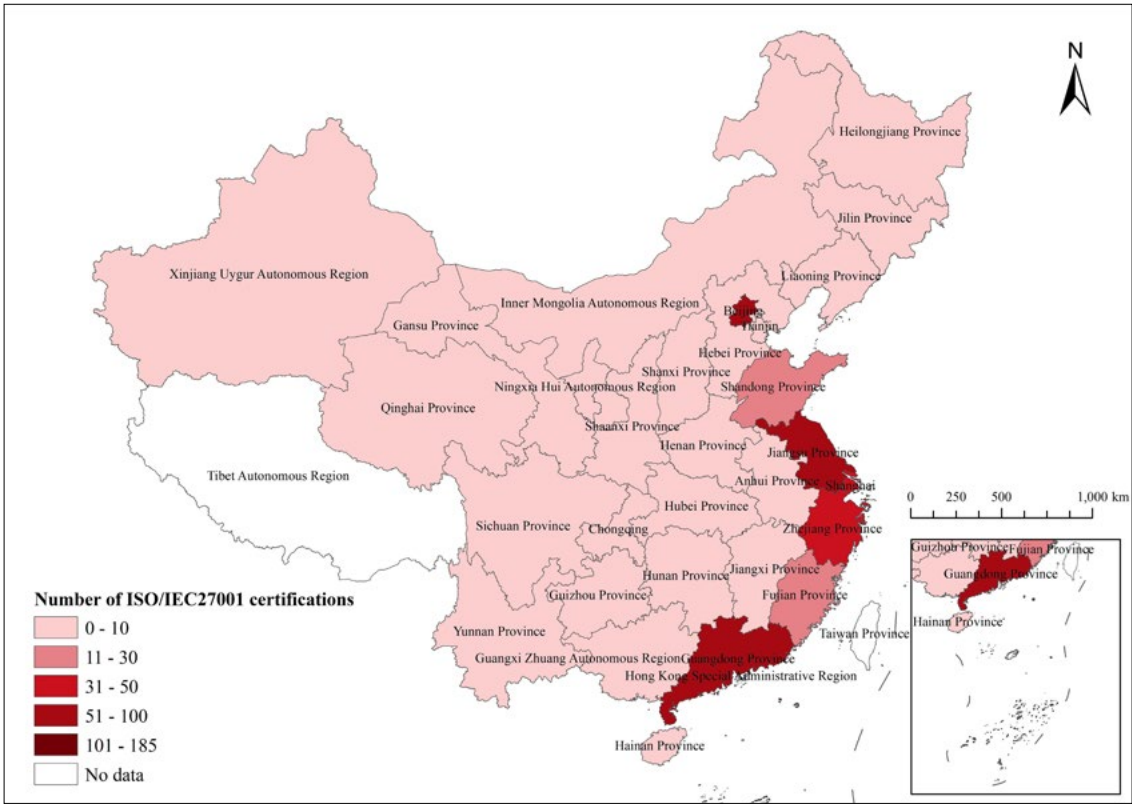 N
Heilongjiang Province
Jilin Province
Liaoning Province
Xinjiang Uygur Autonomous Region
Inner Mongolia Autonomous Region
Gansu Province
Beijing
Tianjin
Hebei Province
Shanxi Province
Ningxia Hui Autonomous Region
Shandong Province
Qinghai Province
Shaanxi Province
Henan Province
Jiangsu Province
Tibet Autonomous Region
Anhui Province
Shanghai
Hubei Province
Sichuan Province
Chongqing
Zhejiang Province
Jiangxi Province
Hunan Province
Guizhou Province
Fujian Province
Yunnan Province
Taiwan Province
Guangxi Zhuang Autonomous Region
Guangdong Province
Hong Kong Special Administrative Region
Hainan Province
0 250 500 1,000 km
Guizhou Province
Fujian Province
Guangdong Province
Hainan Province
Number of ISO/IEC27001 certifications
0 - 10
11 - 30
31 - 50
51 - 100
101 - 185
No data